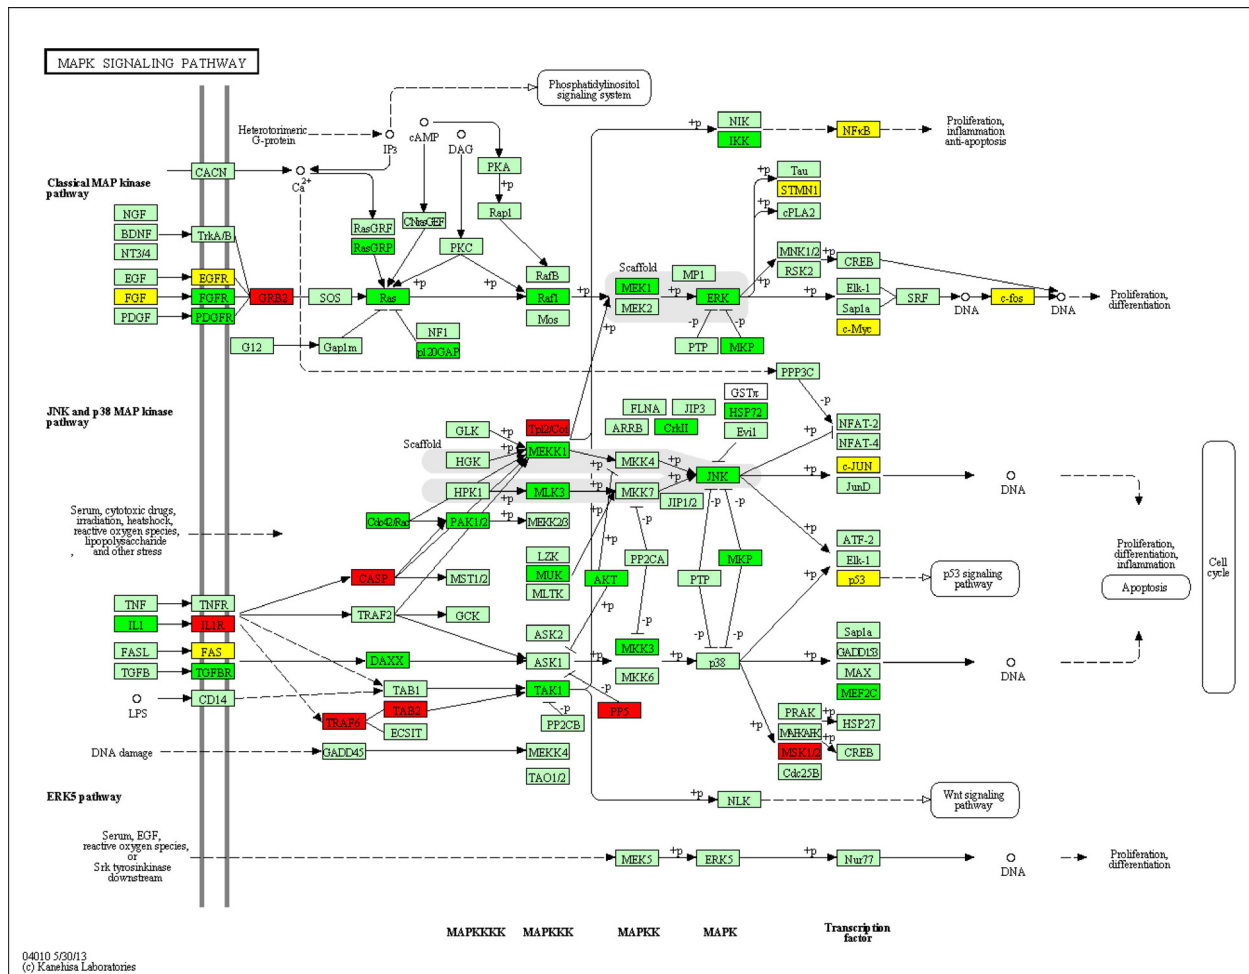 MAPK SIGNALING PATHWAY
Phosphatidylinositol
signaling system
Heterotorimeric
G-protein
IP3
cAMP
DAG
+p
NIK
IKK
NFκB
Proliferation,
inflammation
anti-apoptosis
CACN
Ca2+
PKA
+p
Tau
STMN1
cPLA2
+p
+p
Classical MAP kinase
pathway
NGF
BDNF
NT3/4
TrkA/B
RasGRF
RasGRP
CNrasGEF
PKC
Rap1
EGF
EGFR
FGF
FGFR
PDGF
PDGFR
GRB2
SOS
Ras
+p
RafB
Raf1
Mos
+p
+p
Scaffold
MEK1
MEK2
MP1
+p
ERK
+p
MNK1/2
RSK2
CREB
+p
Elk-1
Sap1a
c-Myc
SRF
DNA
c-fos
DNA
Proliferation,
differentiation
G12
Gap1m
NF1
p120GAP
+p
-p
-p
PTP
MKP
PPP3C
-p
JNK and p38 MAP kinase
pathway
Scaffold
GLK
HGK
HPK1
+p
+p
+p
Tpl2/Cot
MEKK1
MLK3
MEKK2/3
FLNA
JIP3
ARRB
CrkII
GSTπ
HSP72
Evi1
MKK4
MKK7
+p
+p
+p
JNK
JIP1/2
+p
NFAT-2
NFAT-4
+p
c-JUN
JunD
DNA
Cell
cycle
Serum, cytotoxic drugs,
irradiation, heatshock,
reactive oxygen species,
lipopolysaccharide
and other stress
,
Cdc42/Rac
PAK1/2
+p
+p
+p
-p
-p
-p
+p
ATF-2
Elk-1
p53
p53 signaling
pathway
Proliferation,
differentiation,
inflammation
Apoptosis
LZK
MUK
MLTK
AKT
PP2CA
PTP
MKP
CASP
MST1/2
TNF
TNFR
IL1
IL1R
TRAF2
GCK
+p
-p
-p
-p
FASL
FAS
TGFB
TGFBR
DAXX
ASK2
ASK1
+p
MKK3
MKK6
+p
p38
+p
Sap1a
GADD153
MAX
MEF2C
DNA
LPS
CD14
TAB1
TAB2
TRAF6
ECSIT
TAK1
-p
-p
PP2CB
PP5
+p
PRAK
MAPKAPK
MSK1/2
Cdc25B
+p
+p
HSP27
CREB
DNA damage
GADD45
MEKK4
TAO1/2
ERK5 pathway
+p
NLK
Wnt signaling
pathway
Serum, EGF,
reactive oxygen species,
or
Srk tyrosinkinase
downstream
MEK5
+p
ERK5
+p
Nur77
DNA
Proliferation,
differentiation
MAPKKKK
MAPKKK
MAPKK
MAPK
Transcription
factor
04010 5/30/13
(c) Kanehisa Laboratories